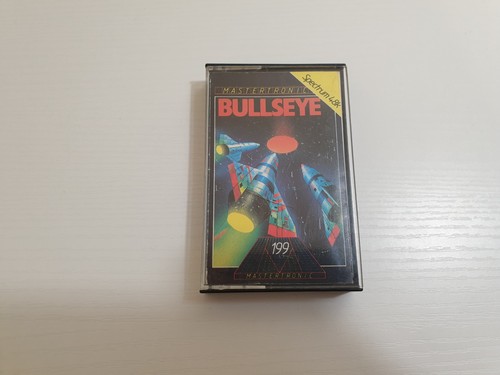 MASTERTRONIC
Spectrum 48K
BULLSEYE
199
MASTERTRONIC